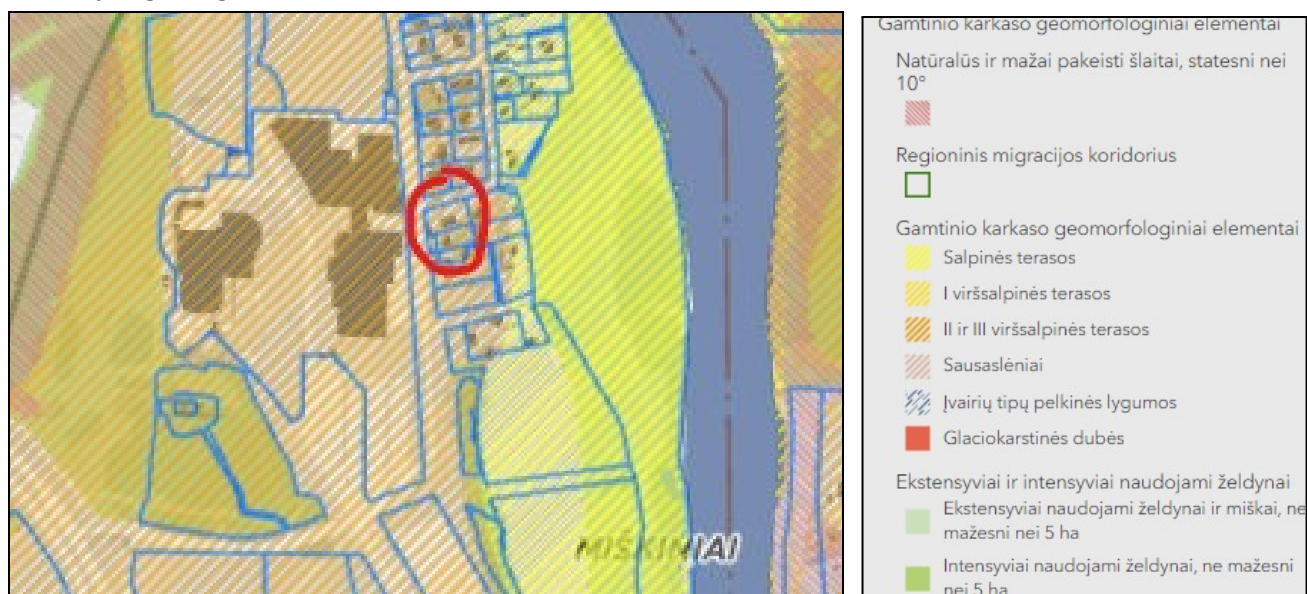 MIŠKINIAI
Gamtinio karkaso geomorfologiniai elementai
Natūralūs ir mažai pakeisti šlaitai, statesni nei
10°
Regioninis migracijos koridorius
Gamtinio karkaso geomorfologiniai elementai
Salpinės terasos
I viršsalpinės terasos
II ir III viršsalpinės terasos
Sausaslėniai
Įvairių tipų pelkinės lygumos
Glaciokarstinės dubės
Ekstensyviai ir intensyviai naudojami želdynai
Ekstensyviai naudojami želdynai ir miškai, ne
mažesni nei 5 ha
Intensyviai naudojami želdynai, ne mažesni
nei 5 ha